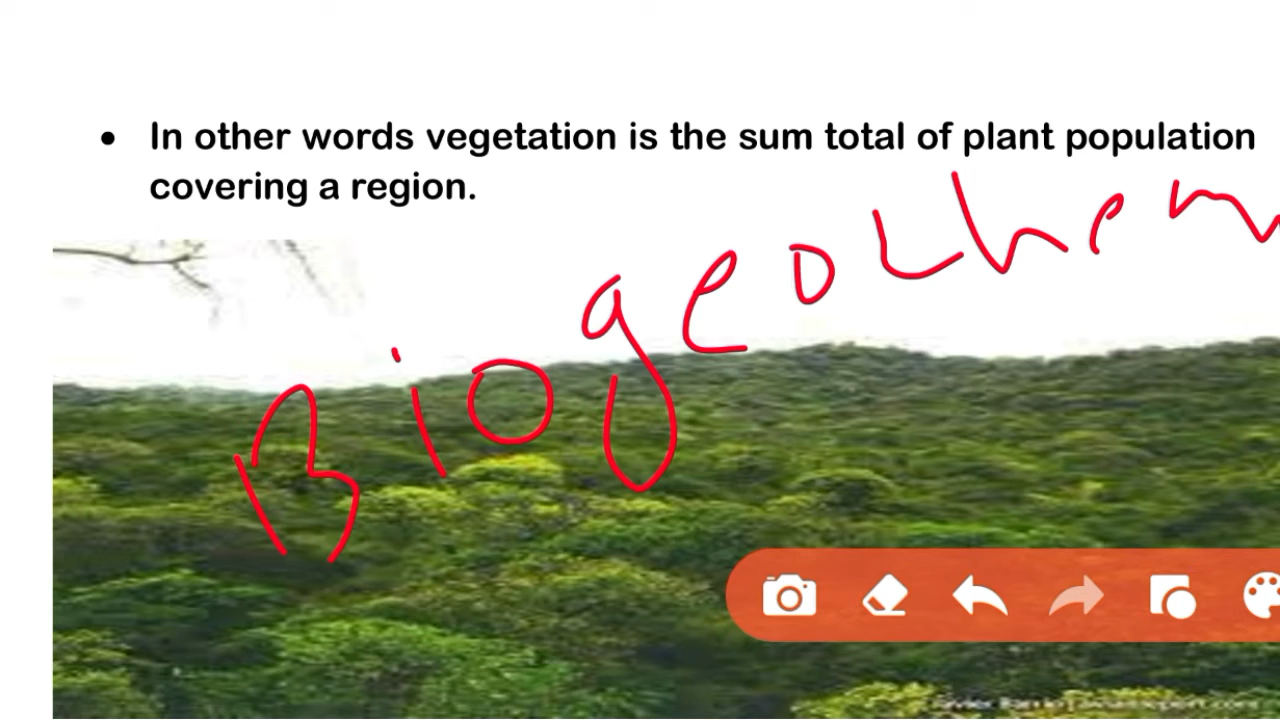 In other words vegetation is the sum total of plant population
covering a region.
Biogeochem